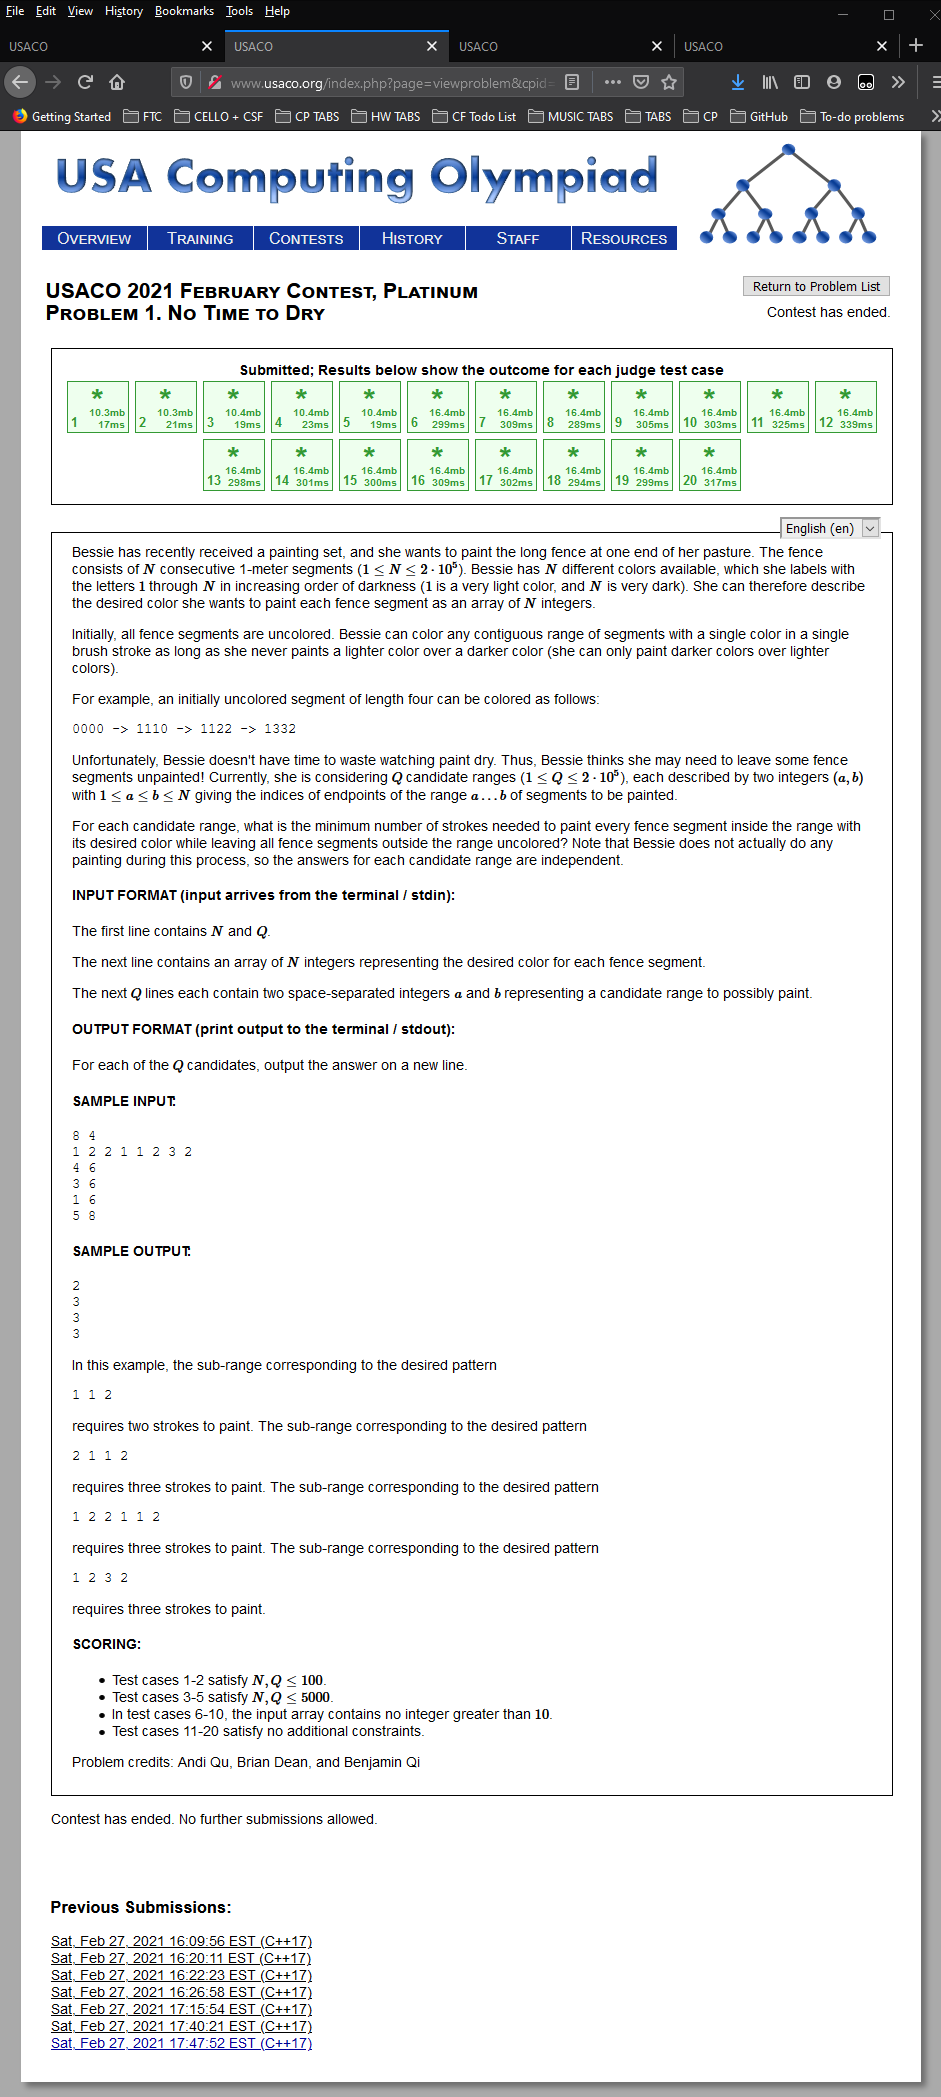 File Edit View History Bookmarks Tools Help
USACO USACO USACO USACO
www.usaco.org/index.php?page=viewproblem&cpid=
Getting Started FTC CELLO + CSF CP TABS HW TABS CF Todo List MUSIC TABS TABS CP GitHub To-do problems
USA Computing Olympiad
OVERVIEW TRAINING CONTESTS HISTORY STAFF RESOURCES
USACO 2021 FEBRUARY CONTEST, PLATINUM
PROBLEM 1. NO TIME TO DRY
Return to Problem List
Contest has ended.
Submitted; Results below show the outcome for each judge test case
* * * * * * * * * * * *
10.3mb 10.3mb 10.4mb 10.4mb 10.4mb 16.4mb 16.4mb 16.4mb 16.4mb 16.4mb 16.4mb 16.4mb
1 17ms 2 21ms 3 19ms 4 23ms 5 19ms 6 299ms 7 309ms 8 289ms 9 305ms 10 303ms 11 325ms 12 339ms
* * * * * * * *
16.4mb 16.4mb 16.4mb 16.4mb 16.4mb 16.4mb 16.4mb 16.4mb
13 298ms 14 301ms 15 300ms 16 309ms 17 302ms 18 294ms 19 299ms 20 317ms
English (en)
Bessie has recently received a painting set, and she wants to paint the long fence at one end of her pasture. The fence
consists of N consecutive 1-meter segments (1 ≤ N ≤ 2 · 10⁵). Bessie has N different colors available, which she labels with
the letters 1 through N in increasing order of darkness (1 is a very light color, and N is very dark). She can therefore describe
the desired color she wants to paint each fence segment as an array of N integers.
Initially, all fence segments are uncolored. Bessie can color any contiguous range of segments with a single color in a single
brush stroke as long as she never paints a lighter color over a darker color (she can only paint darker colors over lighter
colors).
For example, an initially uncolored segment of length four can be colored as follows:
0000 -> 1110 -> 1122 -> 1332
Unfortunately, Bessie doesn't have time to waste watching paint dry. Thus, Bessie thinks she may need to leave some fence
segments unpainted! Currently, she is considering Q candidate ranges (1 ≤ Q ≤ 2 · 10⁵), each described by two integers (a, b)
with 1 ≤ a ≤ b ≤ N giving the indices of endpoints of the range a…b of segments to be painted.
For each candidate range, what is the minimum number of strokes needed to paint every fence segment inside the range with
its desired color while leaving all fence segments outside the range uncolored? Note that Bessie does not actually do any
painting during this process, so the answers for each candidate range are independent.
INPUT FORMAT (input arrives from the terminal / stdin):
The first line contains N and Q.
The next line contains an array of N integers representing the desired color for each fence segment.
The next Q lines each contain two space-separated integers a and b representing a candidate range to possibly paint.
OUTPUT FORMAT (print output to the terminal / stdout):
For each of the Q candidates, output the answer on a new line.
SAMPLE INPUT:
8 4
1 2 2 1 1 2 3 2
4 6
3 6
1 6
5 8
SAMPLE OUTPUT:
2
3
3
3
In this example, the sub-range corresponding to the desired pattern
1 1 2
requires two strokes to paint. The sub-range corresponding to the desired pattern
2 1 1 2
requires three strokes to paint. The sub-range corresponding to the desired pattern
1 2 2 1 1 2
requires three strokes to paint. The sub-range corresponding to the desired pattern
1 2 3 2
requires three strokes to paint.
SCORING:
• Test cases 1-2 satisfy N, Q ≤ 100.
• Test cases 3-5 satisfy N, Q ≤ 5000.
• In test cases 6-10, the input array contains no integer greater than 10.
• Test cases 11-20 satisfy no additional constraints.
Problem credits: Andi Qu, Brian Dean, and Benjamin Qi
Contest has ended. No further submissions allowed.
Previous Submissions:
Sat, Feb 27, 2021 16:09:56 EST (C++17)
Sat, Feb 27, 2021 16:20:11 EST (C++17)
Sat, Feb 27, 2021 16:22:23 EST (C++17)
Sat, Feb 27, 2021 16:26:58 EST (C++17)
Sat, Feb 27, 2021 17:15:54 EST (C++17)
Sat, Feb 27, 2021 17:40:21 EST (C++17)
Sat, Feb 27, 2021 17:47:52 EST (C++17)